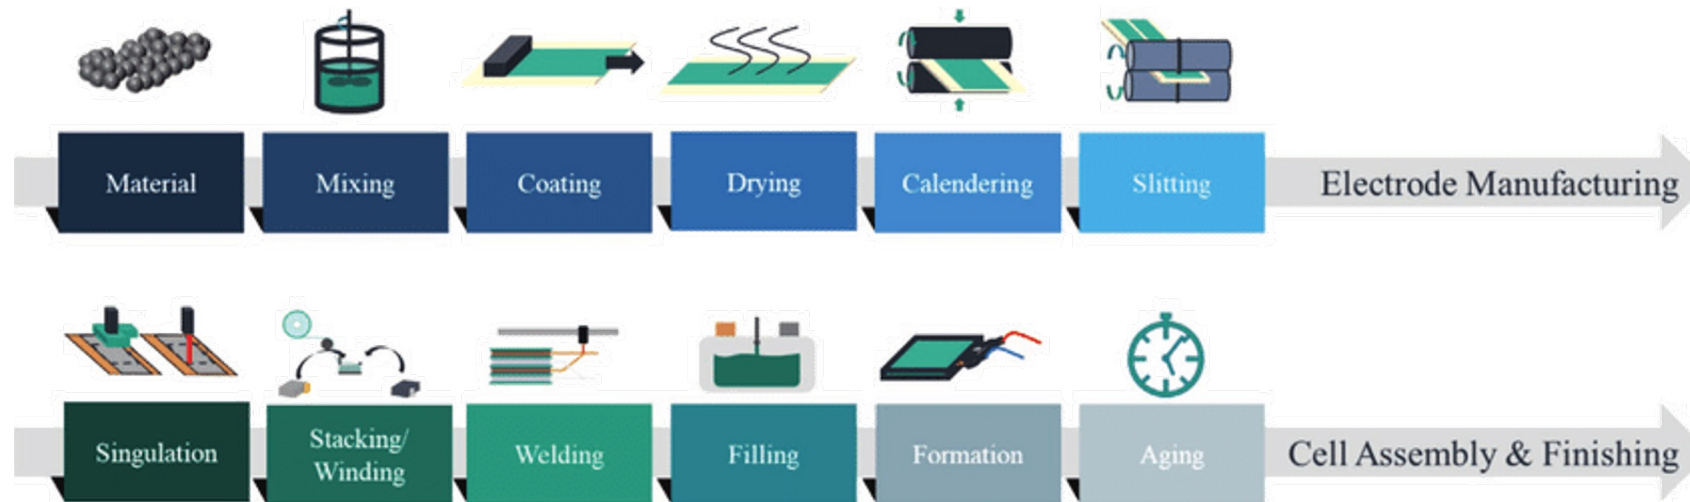 Material
Mixing
Coating
Drying
Calendering
Slitting
Electrode Manufacturing
Singulation
Stacking/
Winding
Welding
Filling
Formation
Aging
Cell Assembly & Finishing